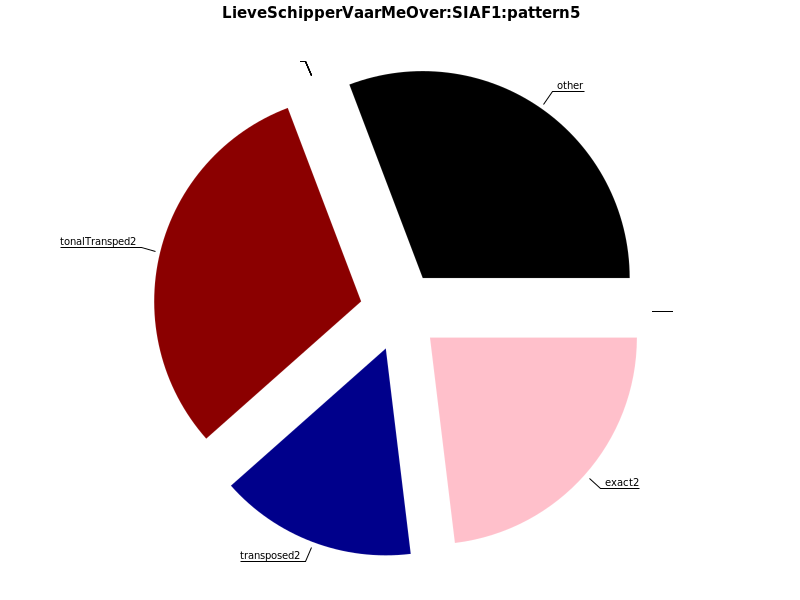 LieveSchipperVaarMeOver:SIAF1:pattern5
other
tonalTransped2
exact2
transposed2